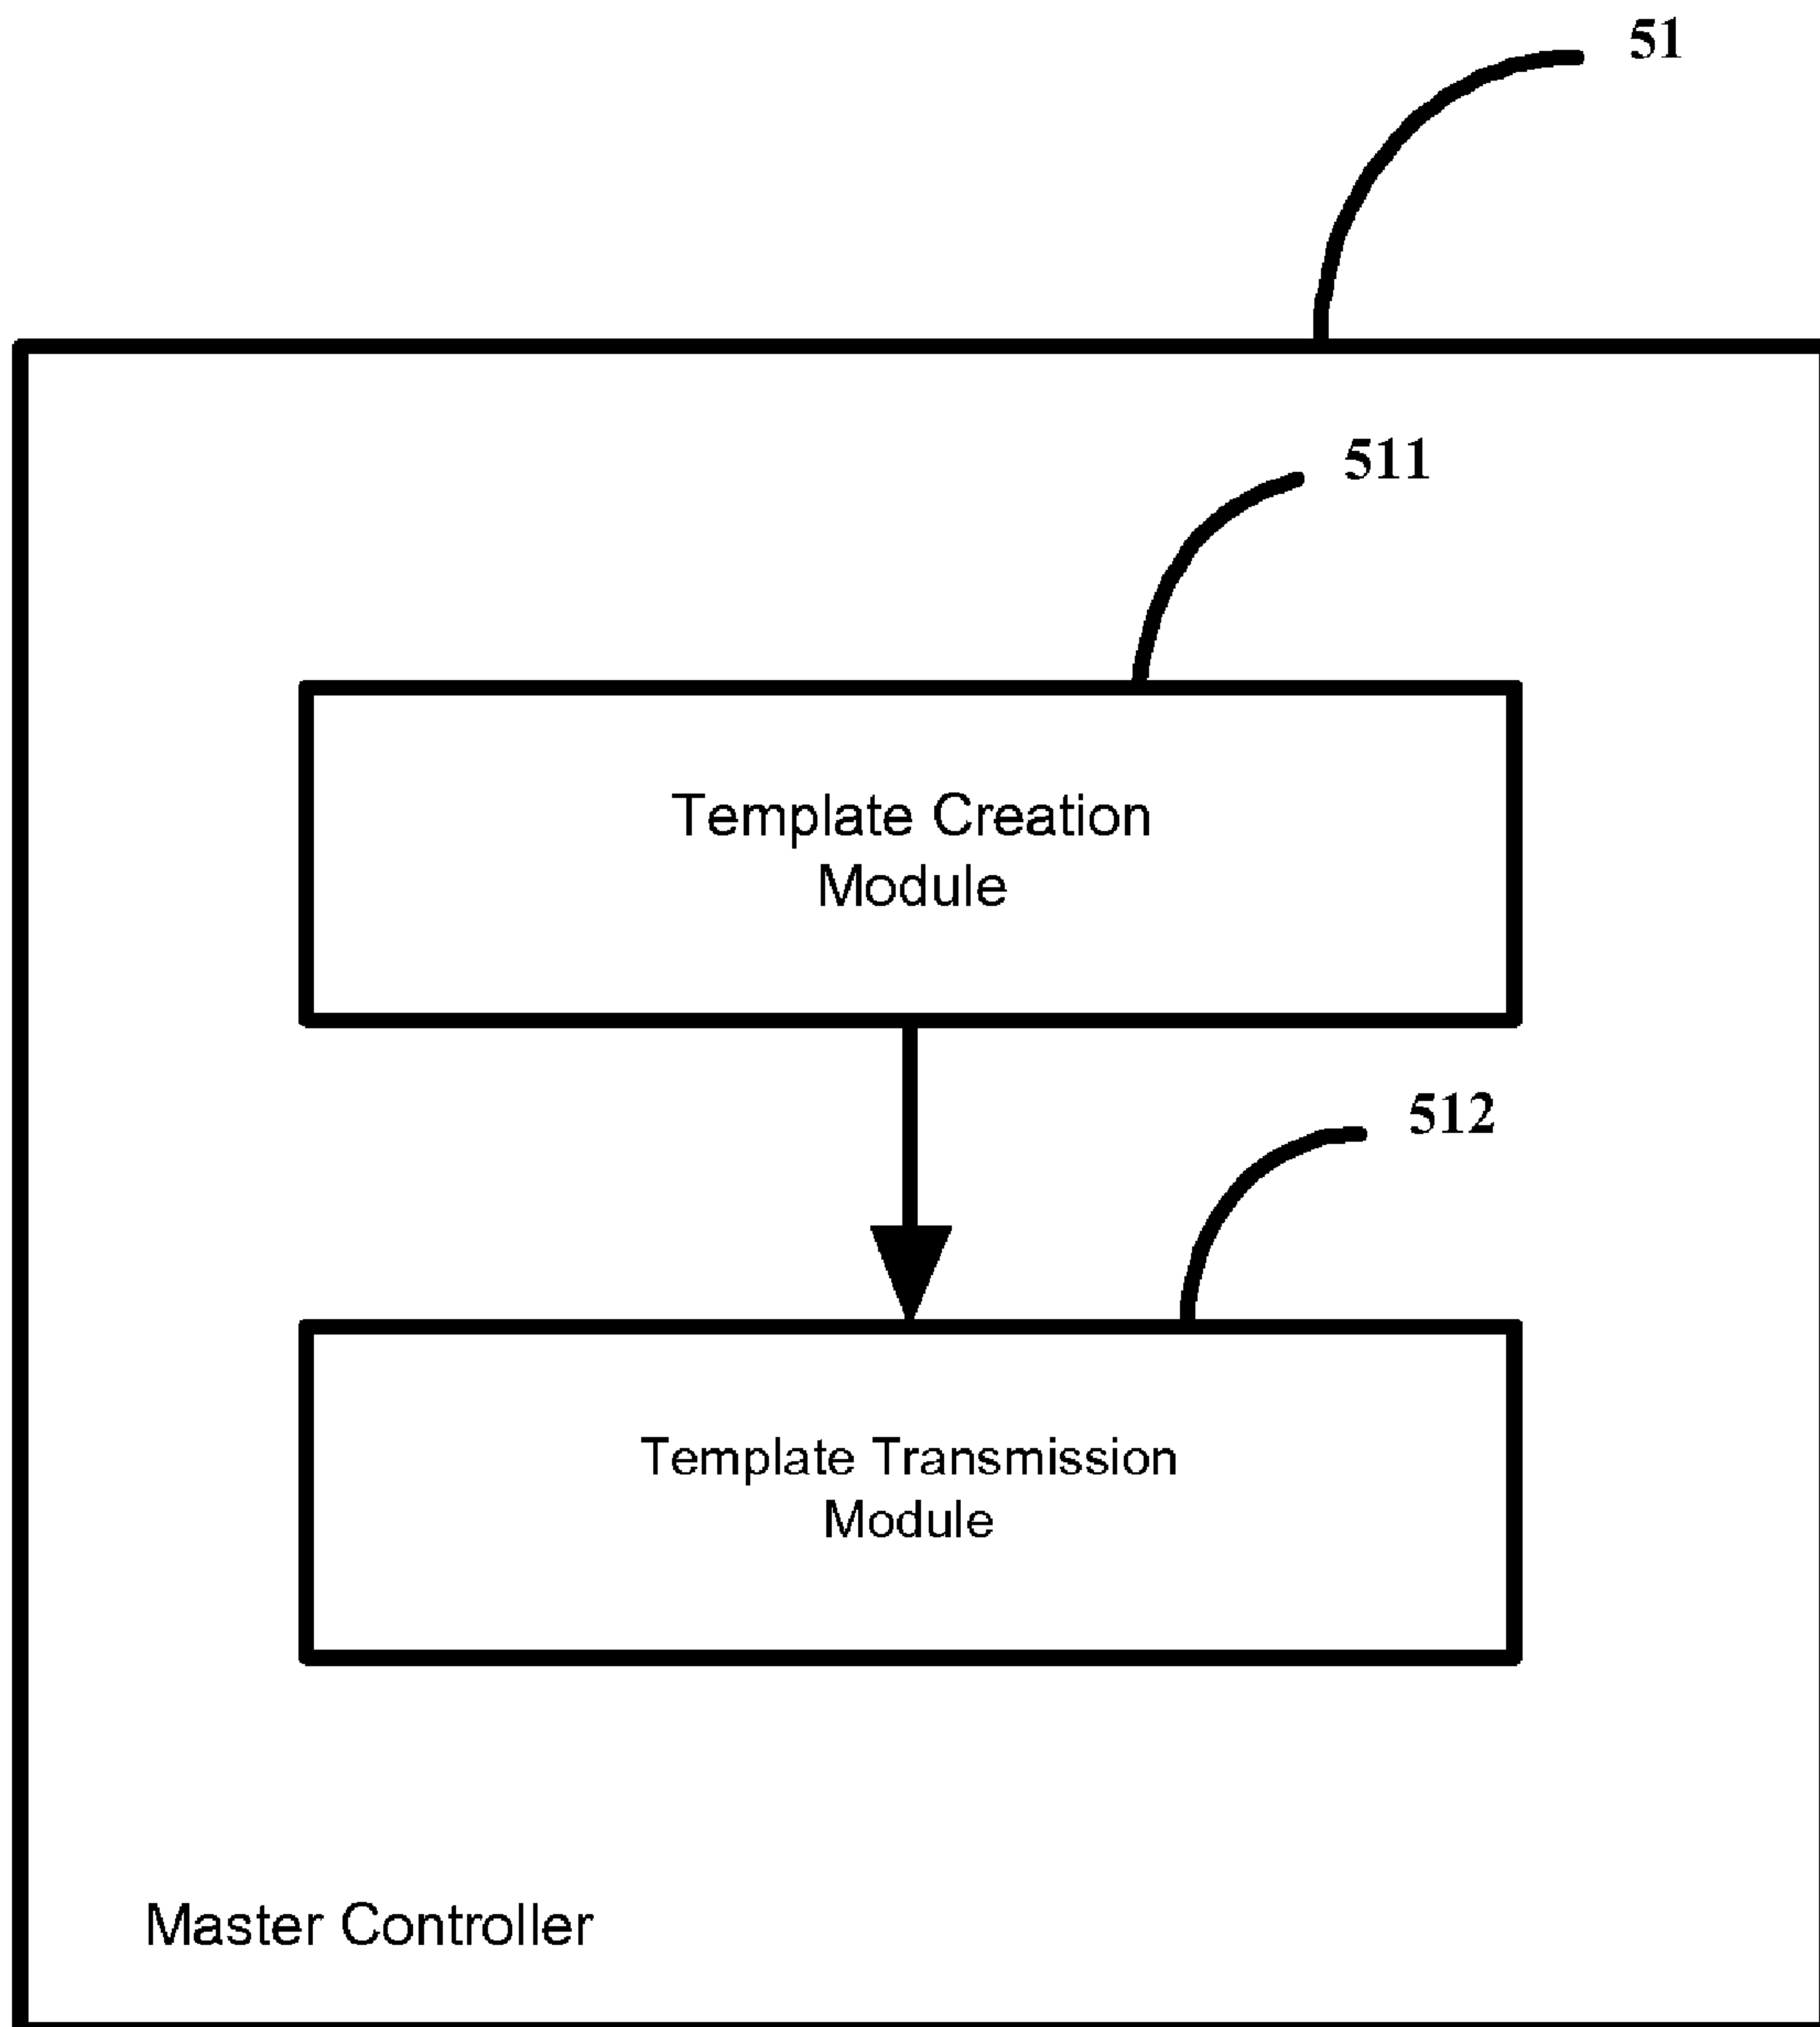 51
511
Template Creation
Module
512
Template Transmission
Module
Master Controller